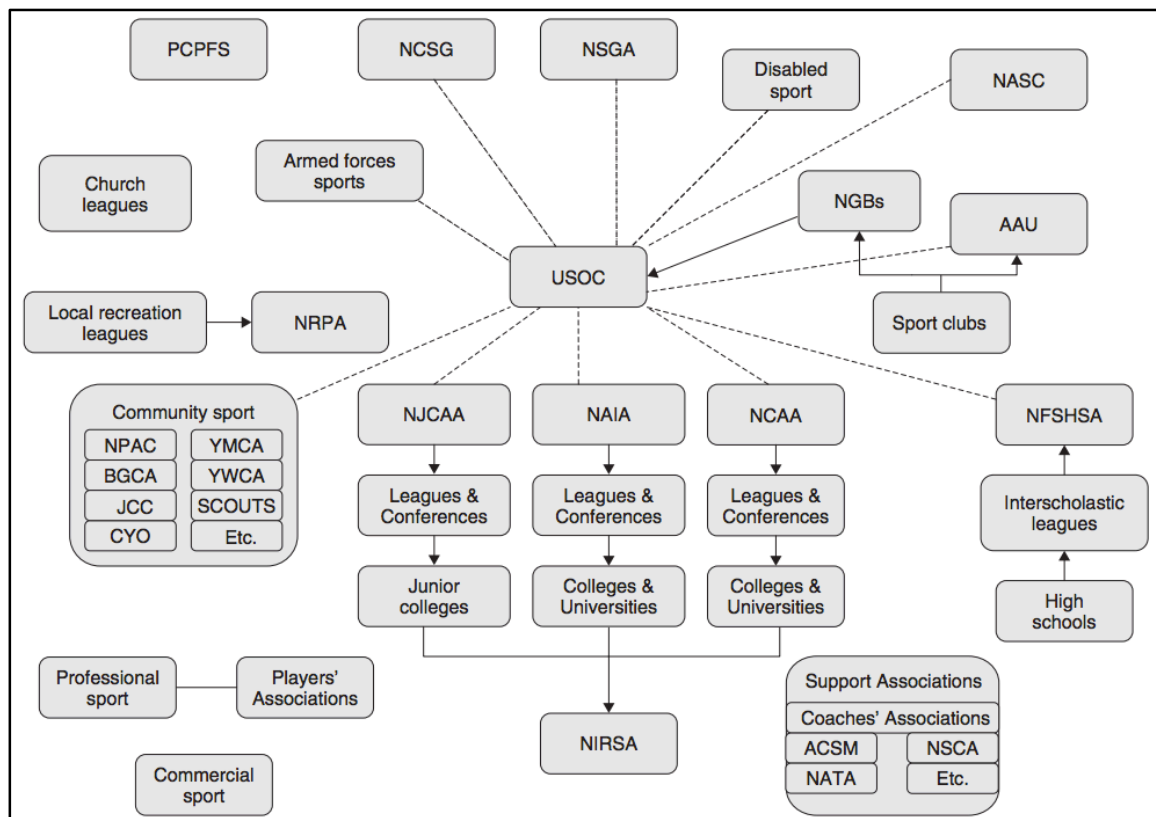 PCPFS
NCSG
NSGA
Disabled
sport
NASC
Church
leagues
Armed forces
sports
NGBs
AAU
USOC
Local recreation
leagues
NRPA
Sport clubs
Community sport
NPAC
YMCA
BGCA
YWCA
JCC
SCOUTS
CYO
Etc.
NJCAA
NAIA
NCAA
NFSHSA
Leagues &
Conferences
Leagues &
Conferences
Leagues &
Conferences
Interscholastic
leagues
Junior
colleges
Colleges &
Universities
Colleges &
Universities
High
schools
Professional
sport
Players'
Associations
NIRSA
Support Associations
Coaches' Associations
ACSM
NSCA
NATA
Etc.
Commercial
sport